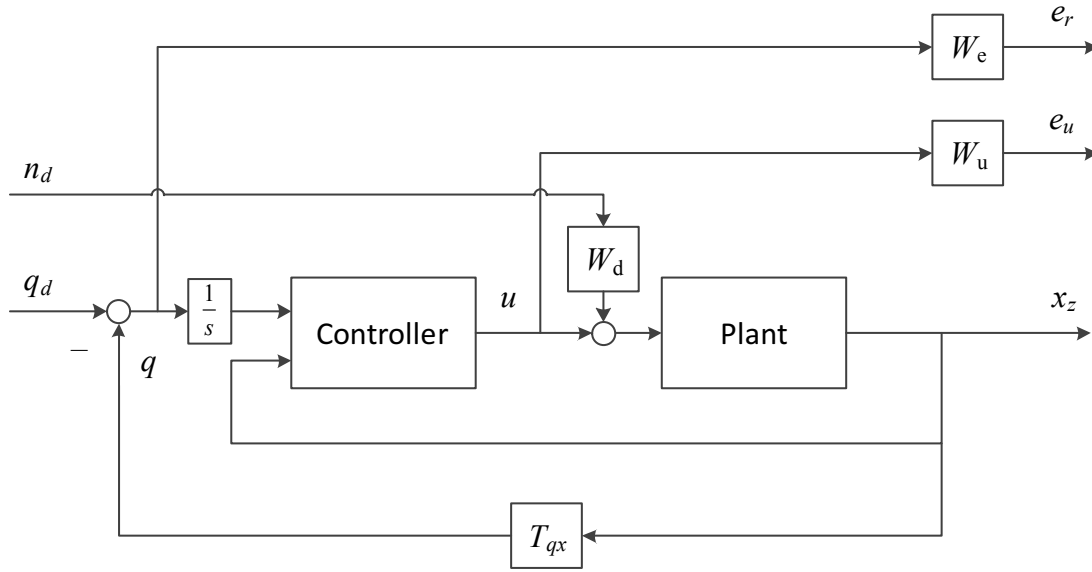 e_r
W_e
e_u
W_u
n_d
W_d
q_d
1
s
u
x_z
Controller
Plant
−
q
T_qx